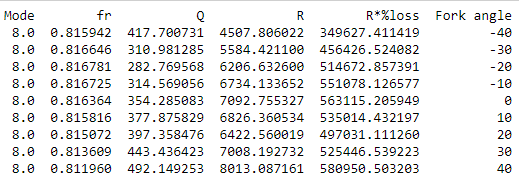 Mode fr Q R R*%loss Fork angle
8.0 0.815942 417.700731 4507.806022 349627.411419 -40
8.0 0.816646 310.981285 5584.421100 456426.524082 -30
8.0 0.816781 282.769568 6206.632600 514672.857391 -20
8.0 0.816725 314.569056 6734.133652 551078.126577 -10
8.0 0.816364 354.285083 7092.755327 563115.205949 0
8.0 0.815816 377.875829 6826.360534 535014.432197 10
8.0 0.815072 397.358476 6422.560019 497031.111260 20
8.0 0.813609 443.436423 7008.192732 525446.539223 30
8.0 0.811960 492.149253 8013.087161 580950.503203 40